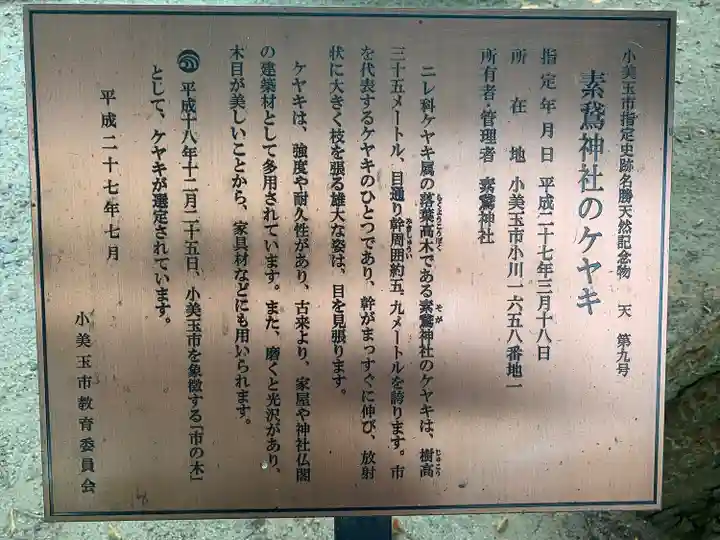 小美玉市指定史跡名勝天然記念物　天　第九号
素鵞神社のケヤキ
指定年月日　平成二十七年三月十八日
所在地　小美玉市小川一六五八番地一
所有者・管理者　素鵞神社
ニレ科ケヤキ属の落葉高木である素鵞神社のケヤキは、樹高
三十五メートル、目通り幹周囲約五.九メートルを誇ります。市
を代表するケヤキのひとつであり、幹がまっすぐに伸び、放射
状に大きく枝を張る雄大な姿は、目を見張ります。
ケヤキは、強度や耐久性があり、古来より、家屋や神社仏閣
の建築材として多用されています。また、磨くと光沢があり、
木目が美しいことから、家具材などにも用いられます。
平成十八年十二月二十五日、小美玉市を象徴する「市の木」
として、ケヤキが選定されています。
平成二十七年七月
小美玉市教育委員会